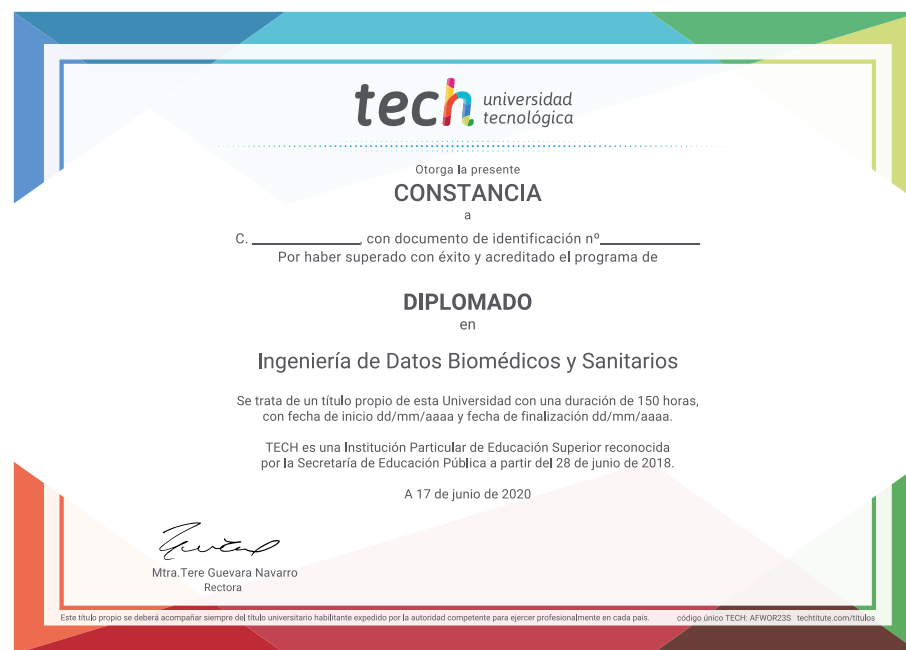 tech universidad
tecnológica
Otorga la presente
CONSTANCIA
a
C. ______________, con documento de identificación nº_____________
Por haber superado con éxito y acreditado el programa de
DIPLOMADO
en
Ingeniería de Datos Biomédicos y Sanitarios
Se trata de un título propio de esta Universidad con una duración de 150 horas,
con fecha de inicio dd/mm/aaaa y fecha de finalización dd/mm/aaaa.
TECH es una Institución Particular de Educación Superior reconocida
por la Secretaría de Educación Pública a partir del 28 de junio de 2018.
A 17 de junio de 2020
Mtra.Tere Guevara Navarro
Rectora
Este título propio se deberá acompañar siempre del título universitario habilitante expedido por la autoridad competente para ejercer profesionalmente en cada país. código único TECH: AFWOR23S techtitute.com/titulos